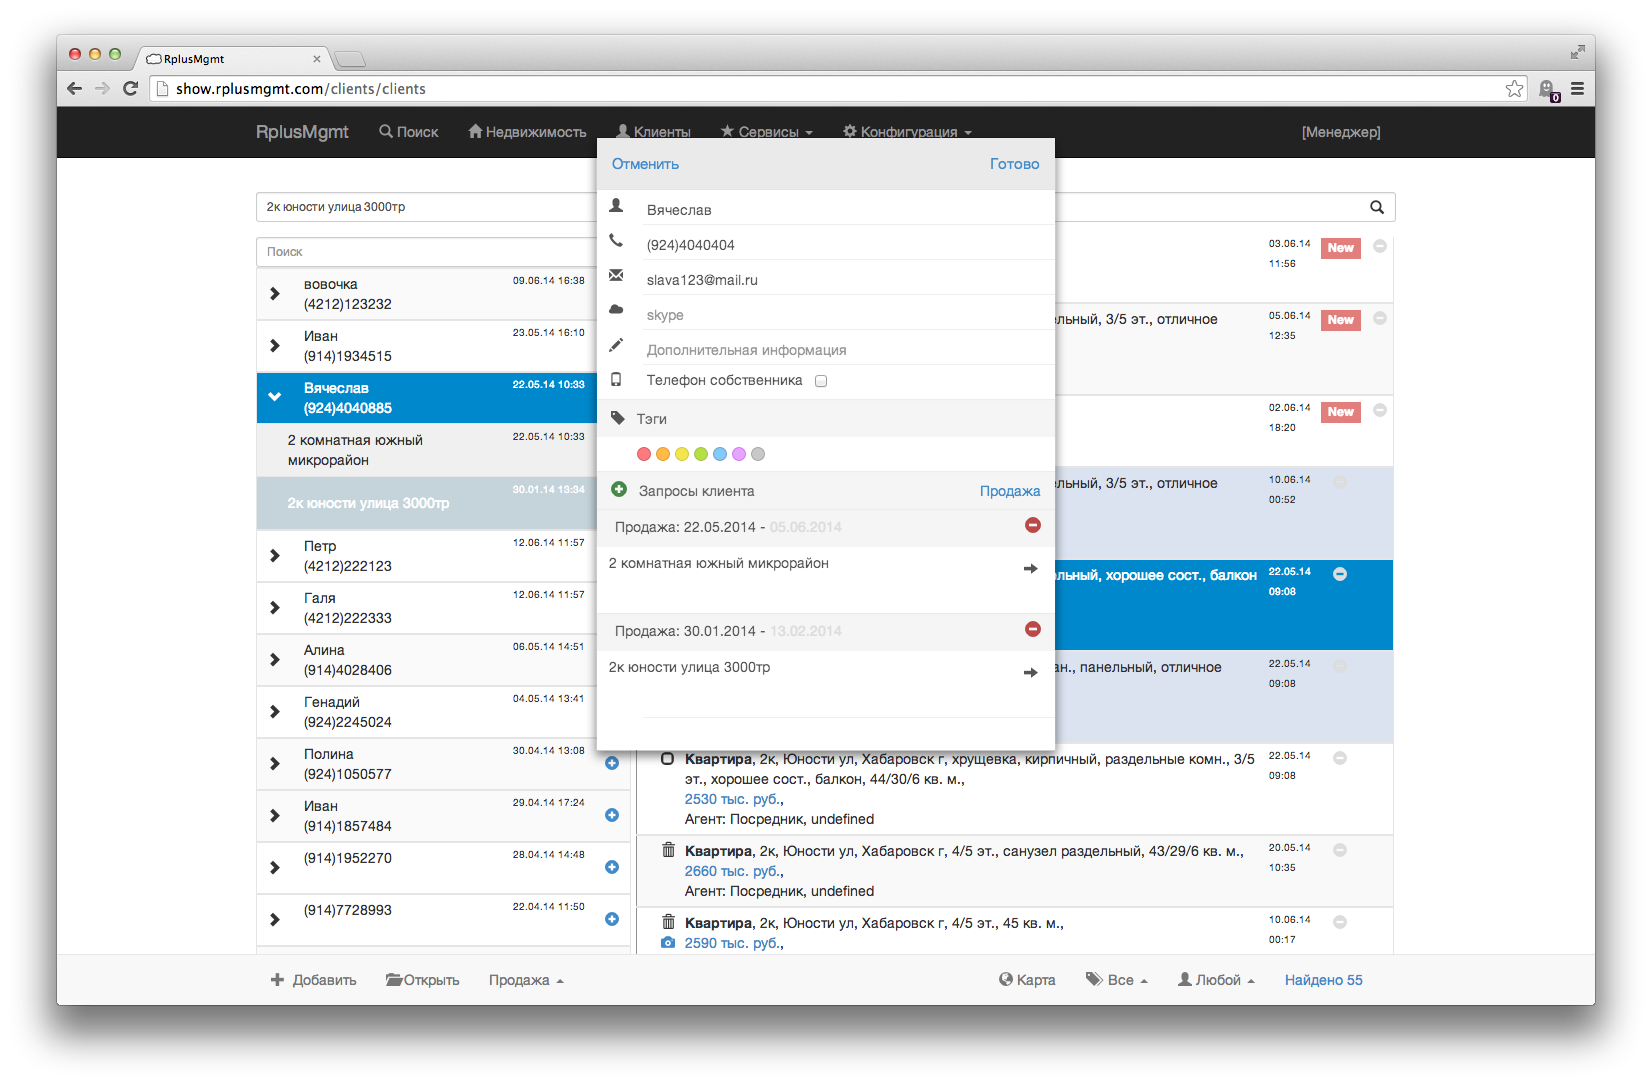 RplusMgmt
show.rplusmgmt.com/clients/clients
0
RplusMgmt
Поиск
Недвижимость
Клиенты
Сервисы
Конфигурация
[Менеджер]
2к юности улица 3000тр
Поиск
вовочка
(4212)123232
09.06.14 16:38
Иван
(914)1934515
23.05.14 16:10
Вячеслав
(924)4040885
22.05.14 10:33
2 комнатная южный
микрорайон
22.05.14 10:33
2к юности улица 3000тр
30.01.14 13:34
Петр
(4212)222123
12.06.14 11:57
Галя
(4212)222333
12.06.14 11:57
Алина
(914)4028406
06.05.14 14:51
Генадий
(924)2245024
04.05.14 13:41
Полина
(924)1050577
30.04.14 13:08
Иван
(914)1857484
29.04.14 17:24
(914)1952270
28.04.14 14:48
(914)7728993
22.04.14 11:50
Отменить
Готово
Вячеслав
(924)4040404
slava123@mail.ru
skype
Дополнительная информация
Телефон собственника
Тэги
Запросы клиента
Продажа
Продажа: 22.05.2014 - 05.06.2014
2 комнатная южный микрорайон
Продажа: 30.01.2014 - 13.02.2014
2к юности улица 3000тр
03.06.14
11:56
New
льный, 3/5 эт., отличное
05.06.14
12:35
New
02.06.14
18:20
New
льный, 3/5 эт., отличное
10.06.14
00:52
льный, хорошее сост., балкон
22.05.14
09:08
ан., панельный, отличное
22.05.14
09:08
Квартира, 2к, Юности ул, Хабаровск г, хрущевка, кирпичный, раздельные комн., 3/5
эт., хорошее сост., балкон, 44/30/6 кв. м.,
2530 тыс. руб.,
Агент: Посредник, undefined
22.05.14
09:08
Квартира, 2к, Юности ул, Хабаровск г, 4/5 эт., санузел раздельный, 43/29/6 кв. м.,
2660 тыс. руб.,
Агент: Посредник, undefined
20.05.14
10:35
Квартира, 2к, Юности ул, Хабаровск г, 4/5 эт., 45 кв. м.,
2590 тыс. руб.,
10.06.14
00:17
Добавить
Открыть
Продажа
Карта
Все
Любой
Найдено 55